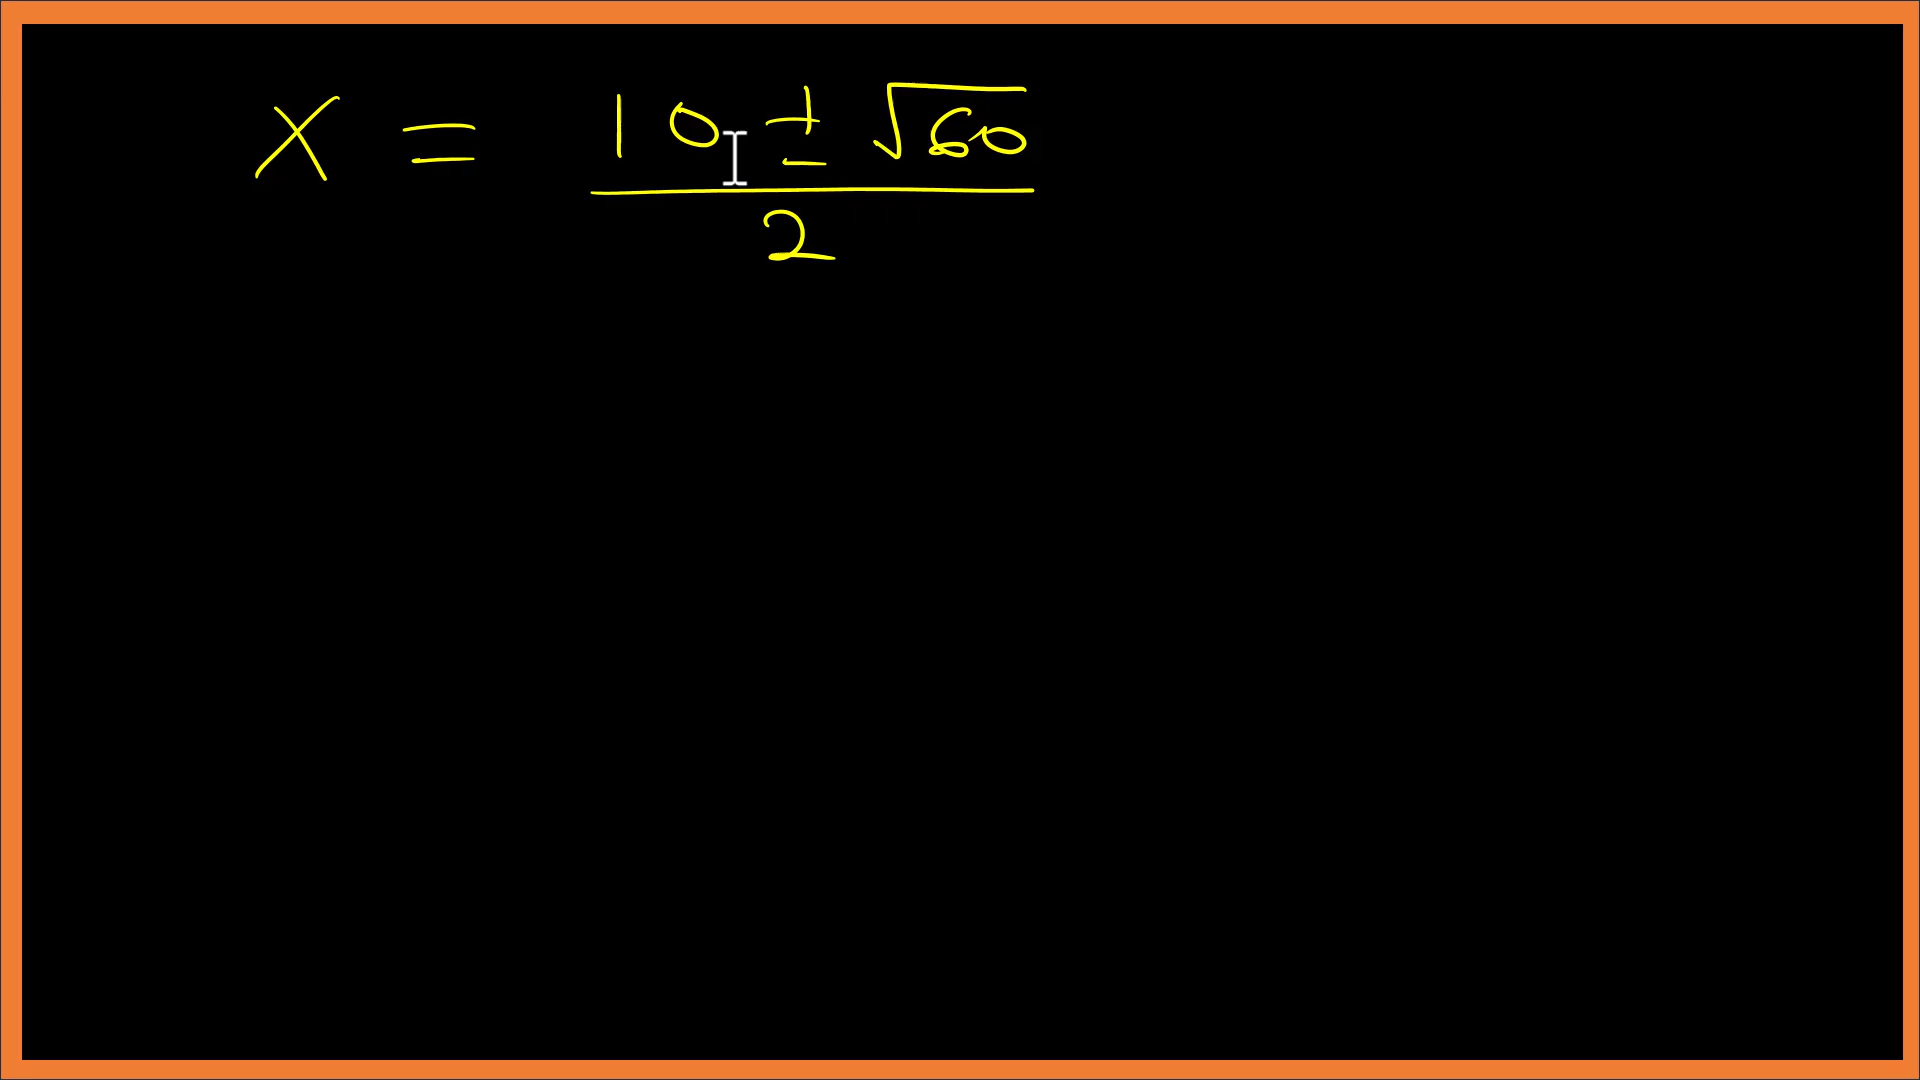 X = (10 ± √60) / 2